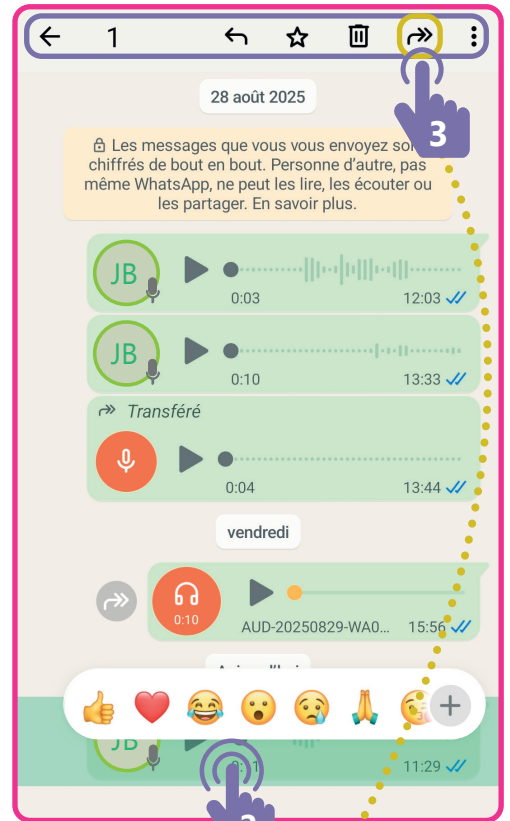 1
28 août 2025
3
Les messages que vous vous envoyez so
chiffrés de bout en bout. Personne d'autre, pas
même WhatsApp, ne peut les lire, les écouter ou
les partager. En savoir plus.
JB
0:03 12:03
JB
0:10 13:33
Transféré
0:04 13:44
vendredi
0:10
AUD-20250829-WA0... 15:56
JB
11:29